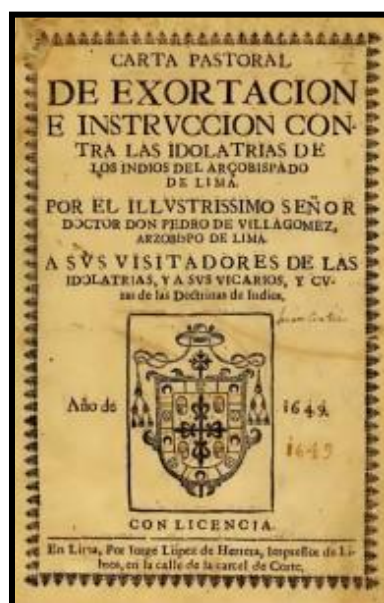 CARTA PASTORAL
DE EXORTACION
E INSTRVCCION CON-
TRA LAS IDOLATRIAS DE
LOS INDIOS DEL ARÇOBISPADO
DE LIMA.
POR EL ILLVSTRISSIMO SEÑOR
DOCTOR DON PEDRO DE VILLAGOMEZ,
ARZOBISPO DE LIMA.
A SVS VISITADORES DE LAS
IDOLATRIAS, Y A SVS VICARIOS, Y CV-
ras de las Doctrinas de Indios.
Año de 1649.
1649
CON LICENCIA.
En Lima, Por Iorge López de Herrera, Impressor de Li-
bros, en la calle de la carcel de Corte.